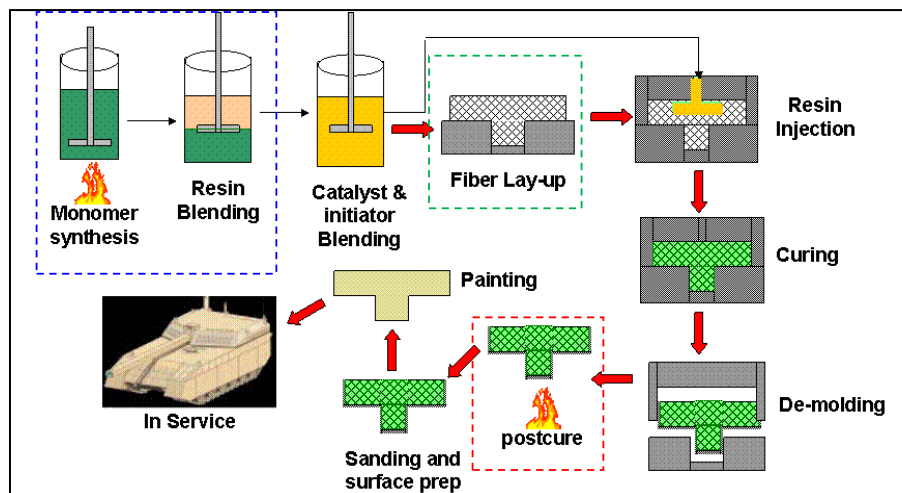 Monomer
synthesis
Resin
Blending
Catalyst &
initiator
Blending
Fiber Lay-up
Resin
Injection
Curing
De-molding
postcure
Sanding and
surface prep
Painting
In Service